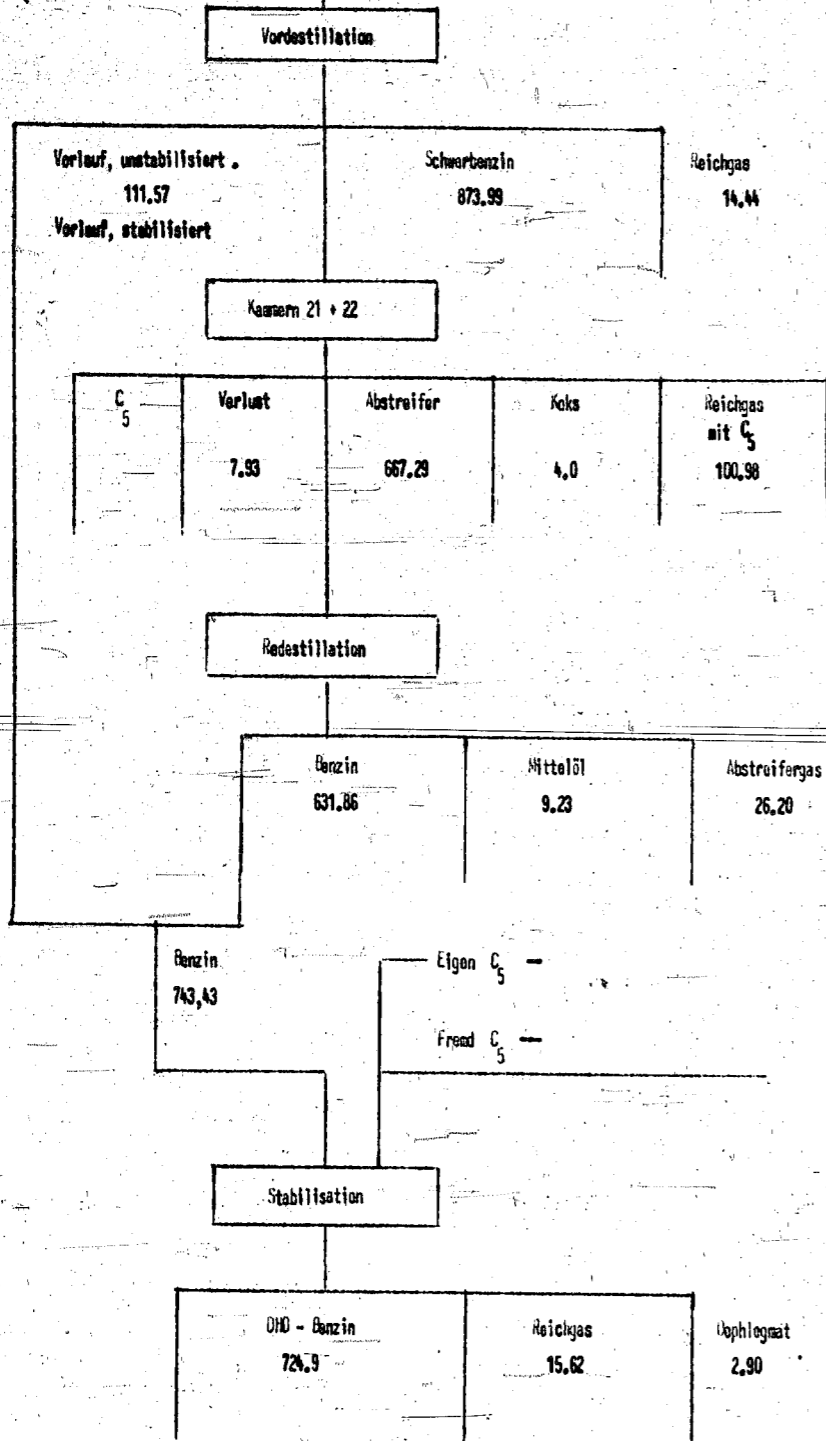 Vordestillation
Vorlauf, unstabilisiert. Schwerbenzin Reichgas
111.57 873.99 14.44
Vorlauf, stabilisiert
Kammern 21 + 22
C5 Verlust Abstreifer Koks Reichgas
mit C5
7.93 667.29 4.0 100.98
Redestillation
Benzin Mittelöl Abstreifergas
631.86 9.23 26.20
Benzin Eigen C5 —
743,43
Fremd C5 —
Stabilisation
DHD - Benzin Reichgas Dephlegmat
724.9 15.62 2.90